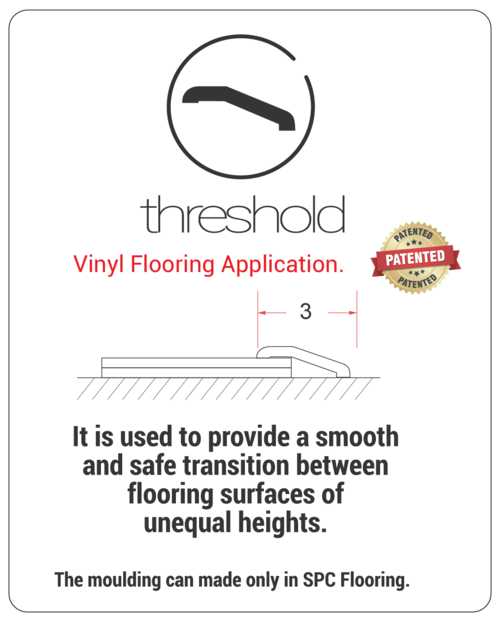 threshold
Vinyl Flooring Application.
PATENTED
PATENTED
PATENTED
3
It is used to provide a smooth
and safe transition between
flooring surfaces of
unequal heights.
The moulding can made only in SPC Flooring.